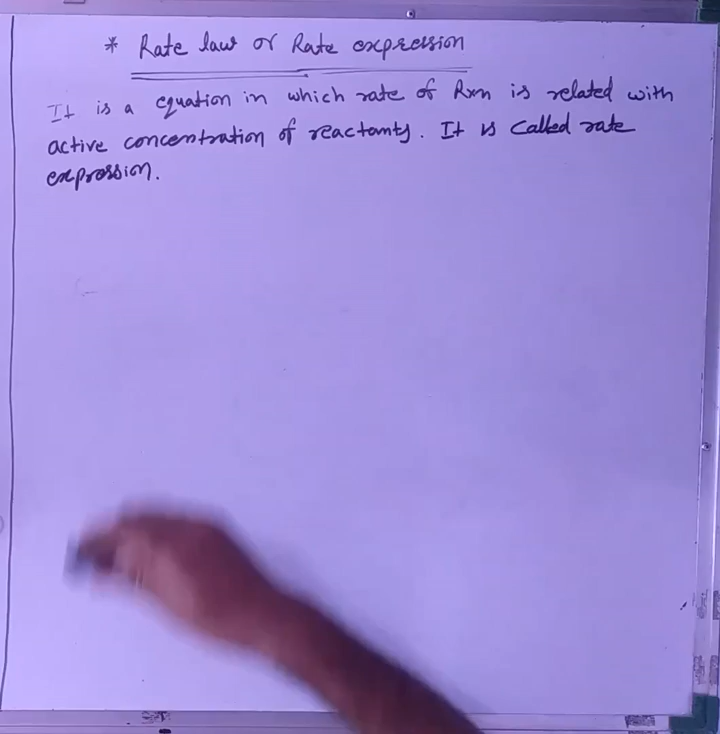 * Rate law or Rate expression
It is a equation in which rate of Rxn is related with
active concentration of reactants. It is called rate
expression.